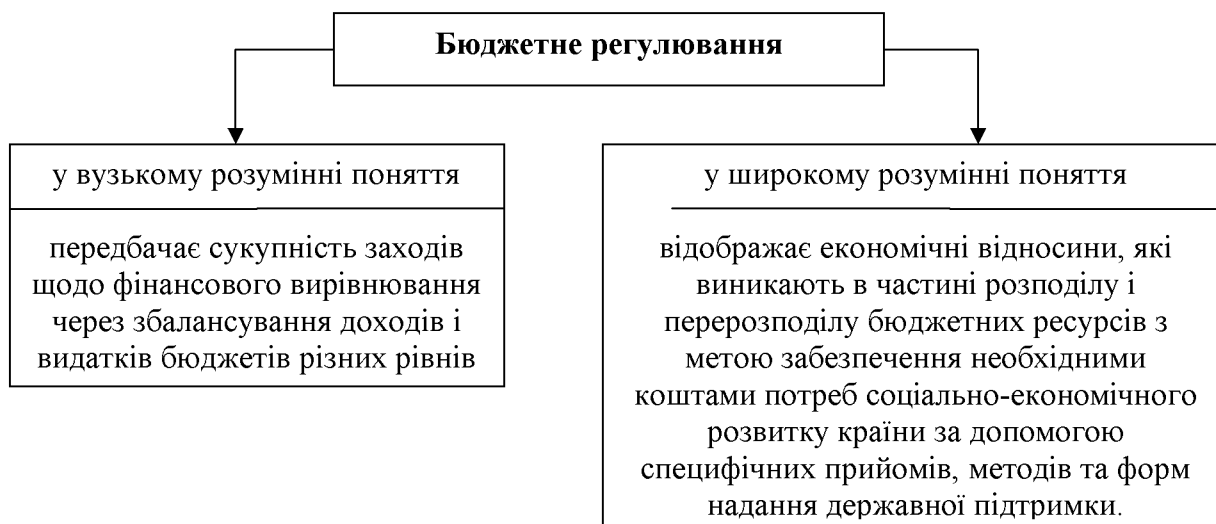 Бюджетне регулювання
у вузькому розумінні поняття
передбачає сукупність заходів
щодо фінансового вирівнювання
через збалансування доходів і
видатків бюджетів різних рівнів
у широкому розумінні поняття
відображає економічні відносини, які
виникають в частині розподілу і
перерозподілу бюджетних ресурсів з
метою забезпечення необхідними
коштами потреб соціально-економічного
розвитку країни за допомогою
специфічних прийомів, методів та форм
надання державної підтримки.